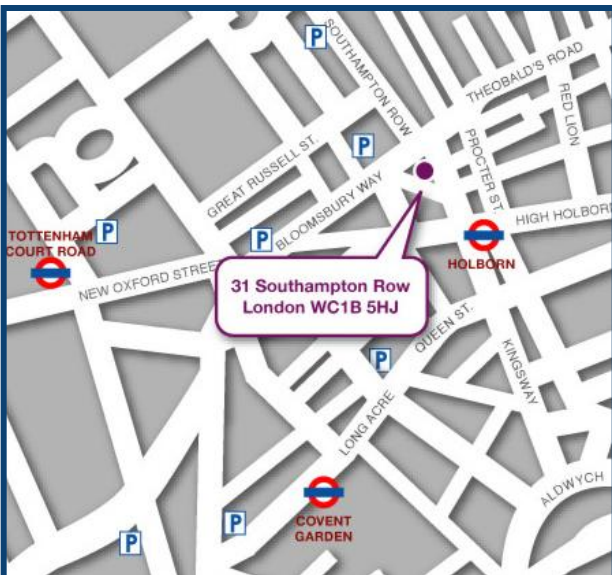 P
SOUTHAMPTON ROW
THEOBALD'S ROAD
RED LION
P
PROCTER ST.
GREAT RUSSELL ST.
BLOOMSBURY WAY
P
P
HIGH HOLBORN
TOTTENHAM
COURT ROAD
HOLBORN
NEW OXFORD STREE
31 Southampton Row
London WC1B 5HJ
QUEEN ST.
P
KINGSWAY
LONG ACRE
ALDWYCH
COVENT
GARDEN
P
P